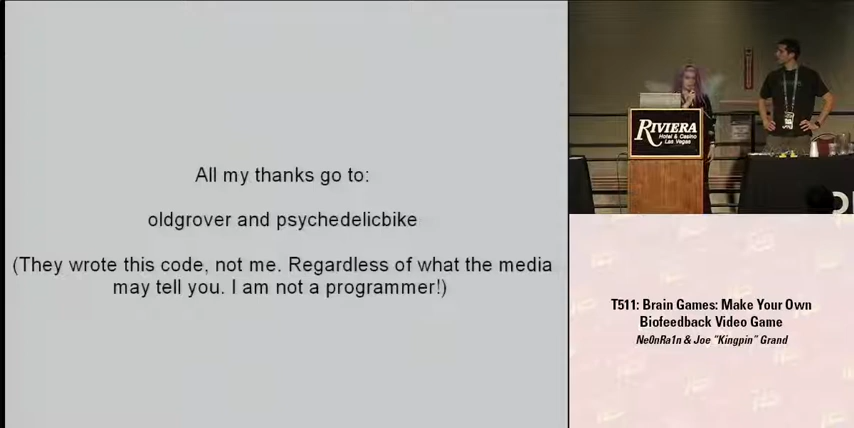 All my thanks go to:
oldgrover and psychedelicbike
(They wrote this code, not me. Regardless of what the media
may tell you. I am not a programmer!)
RIVIERA
Hotel & Casino
Las Vegas
T511: Brain Games: Make Your Own
Biofeedback Video Game
Ne0nRa1n & Joe "Kingpin" Grand